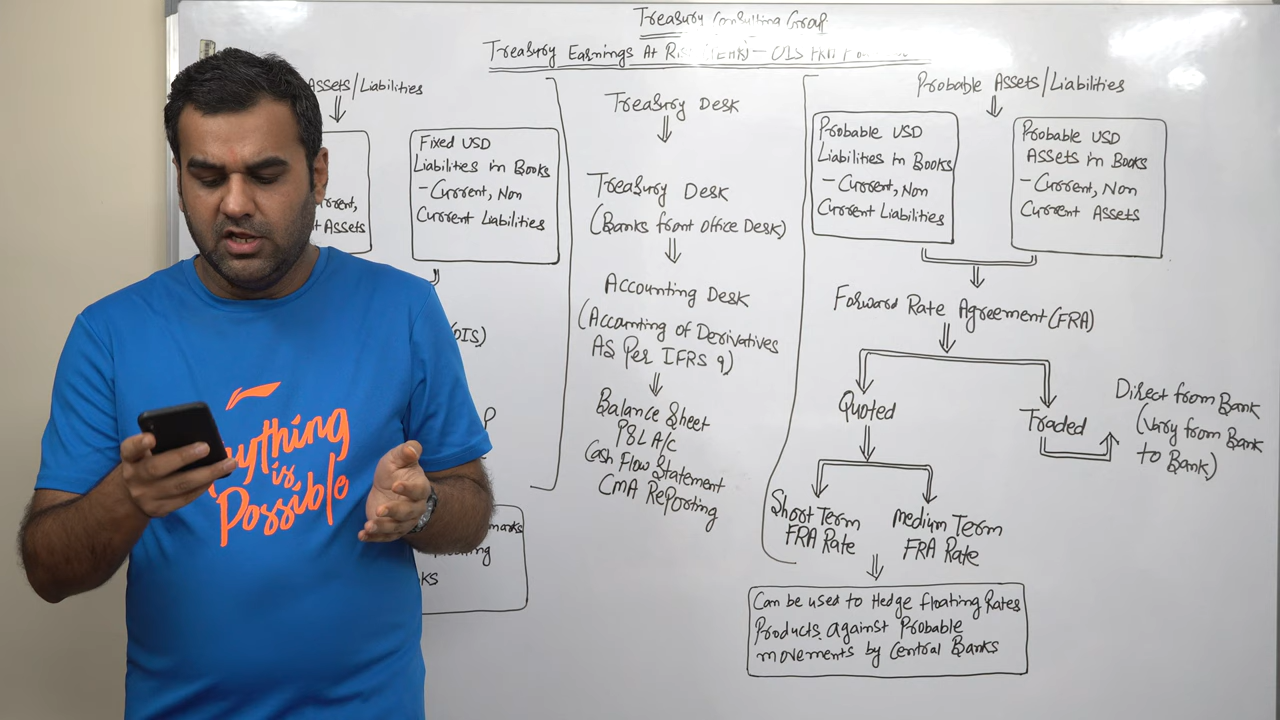 Treasury Consulting Group
Treasury Earnings At Risk (TEAR) - OIS FRA
Assets/Liabilities
Assets
Fixed USD
Liabilities in Books
- Current, Non
Current Liabilities
(OIS)
P
Anything
is
Possible
Treasury Desk
Treasury Desk
(Banks front Office Desk)
Accounting Desk
(Accounting of Derivatives
AS Per IFRS 9)
Balance Sheet
P&L A/C
Cash Flow Statement
CMA Reporting
Probable Assets/Liabilities
Probable USD
Liabilities in Books
- Current, Non
Current Liabilities
Probable USD
Assets in Books
- Current, Non
Current Assets
Forward Rate Agreement (FRA)
Quoted
Traded
Direct from Bank
(Vary from Bank
to Bank)
Short Term
FRA Rate
Medium Term
FRA Rate
Can be used to Hedge floating Rates
Products against Probable
movements by Central Banks